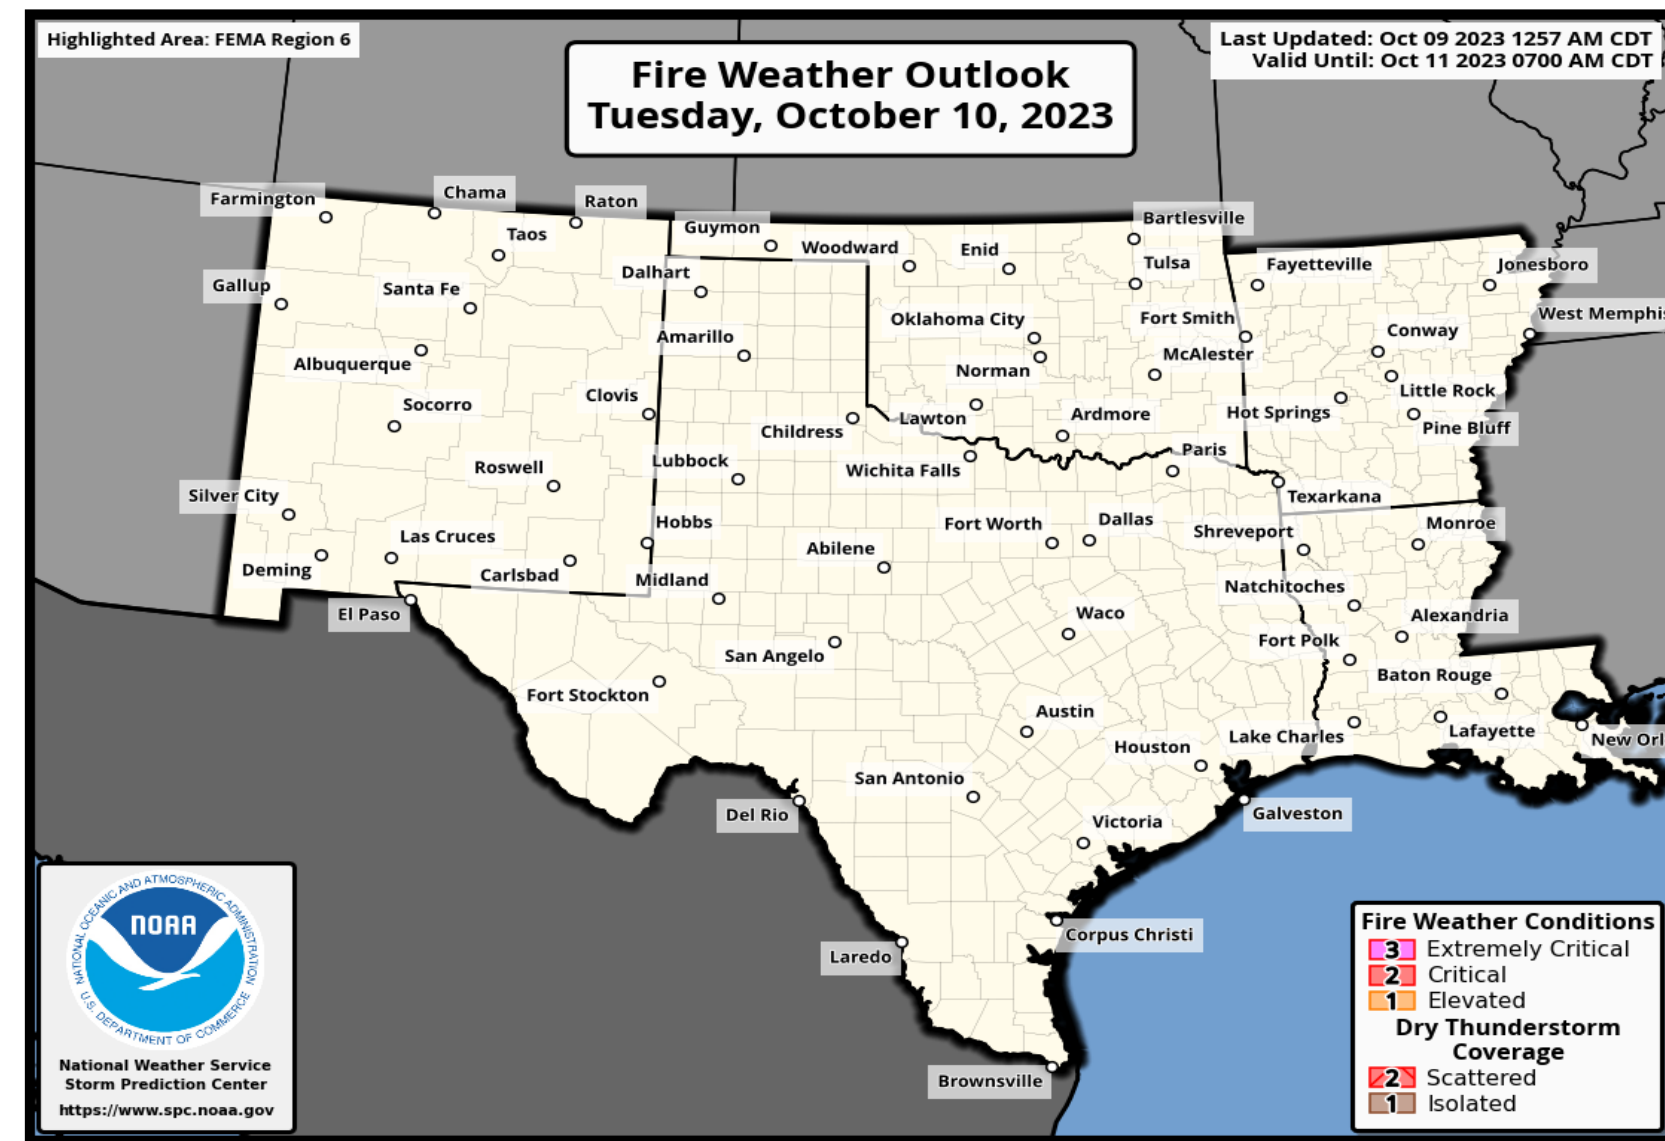 Highlighted Area: FEMA Region 6
Last Updated: Oct 09 2023 1257 AM CDT
Valid Until: Oct 11 2023 0700 AM CDT
Fire Weather Outlook
Tuesday, October 10, 2023
Farmington
Chama
Raton
Taos
Guymon
Woodward
Enid
Bartlesville
Tulsa
Fayetteville
Jonesboro
Gallup
Santa Fe
Dalhart
Amarillo
Oklahoma City
Fort Smith
West Memphis
Conway
Albuquerque
Norman
McAlester
Little Rock
Socorro
Clovis
Childress
Lawton
Ardmore
Hot Springs
Pine Bluff
Roswell
Lubbock
Wichita Falls
Paris
Silver City
Texarkana
Las Cruces
Hobbs
Fort Worth
Dallas
Shreveport
Monroe
Deming
Carlsbad
Midland
Abilene
Natchitoches
El Paso
Waco
Alexandria
San Angelo
Fort Polk
Fort Stockton
Baton Rouge
Austin
Houston
Lake Charles
Lafayette
New Orl
San Antonio
Del Rio
Victoria
Galveston
Laredo
Corpus Christi
Brownsville
NATIONAL OCEANIC AND ATMOSPHERIC ADMINISTRATION
NOAA
U.S. DEPARTMENT OF COMMERCE
National Weather Service
Storm Prediction Center
https://www.spc.noaa.gov
Fire Weather Conditions
3 Extremely Critical
2 Critical
1 Elevated
Dry Thunderstorm
Coverage
2 Scattered
1 Isolated